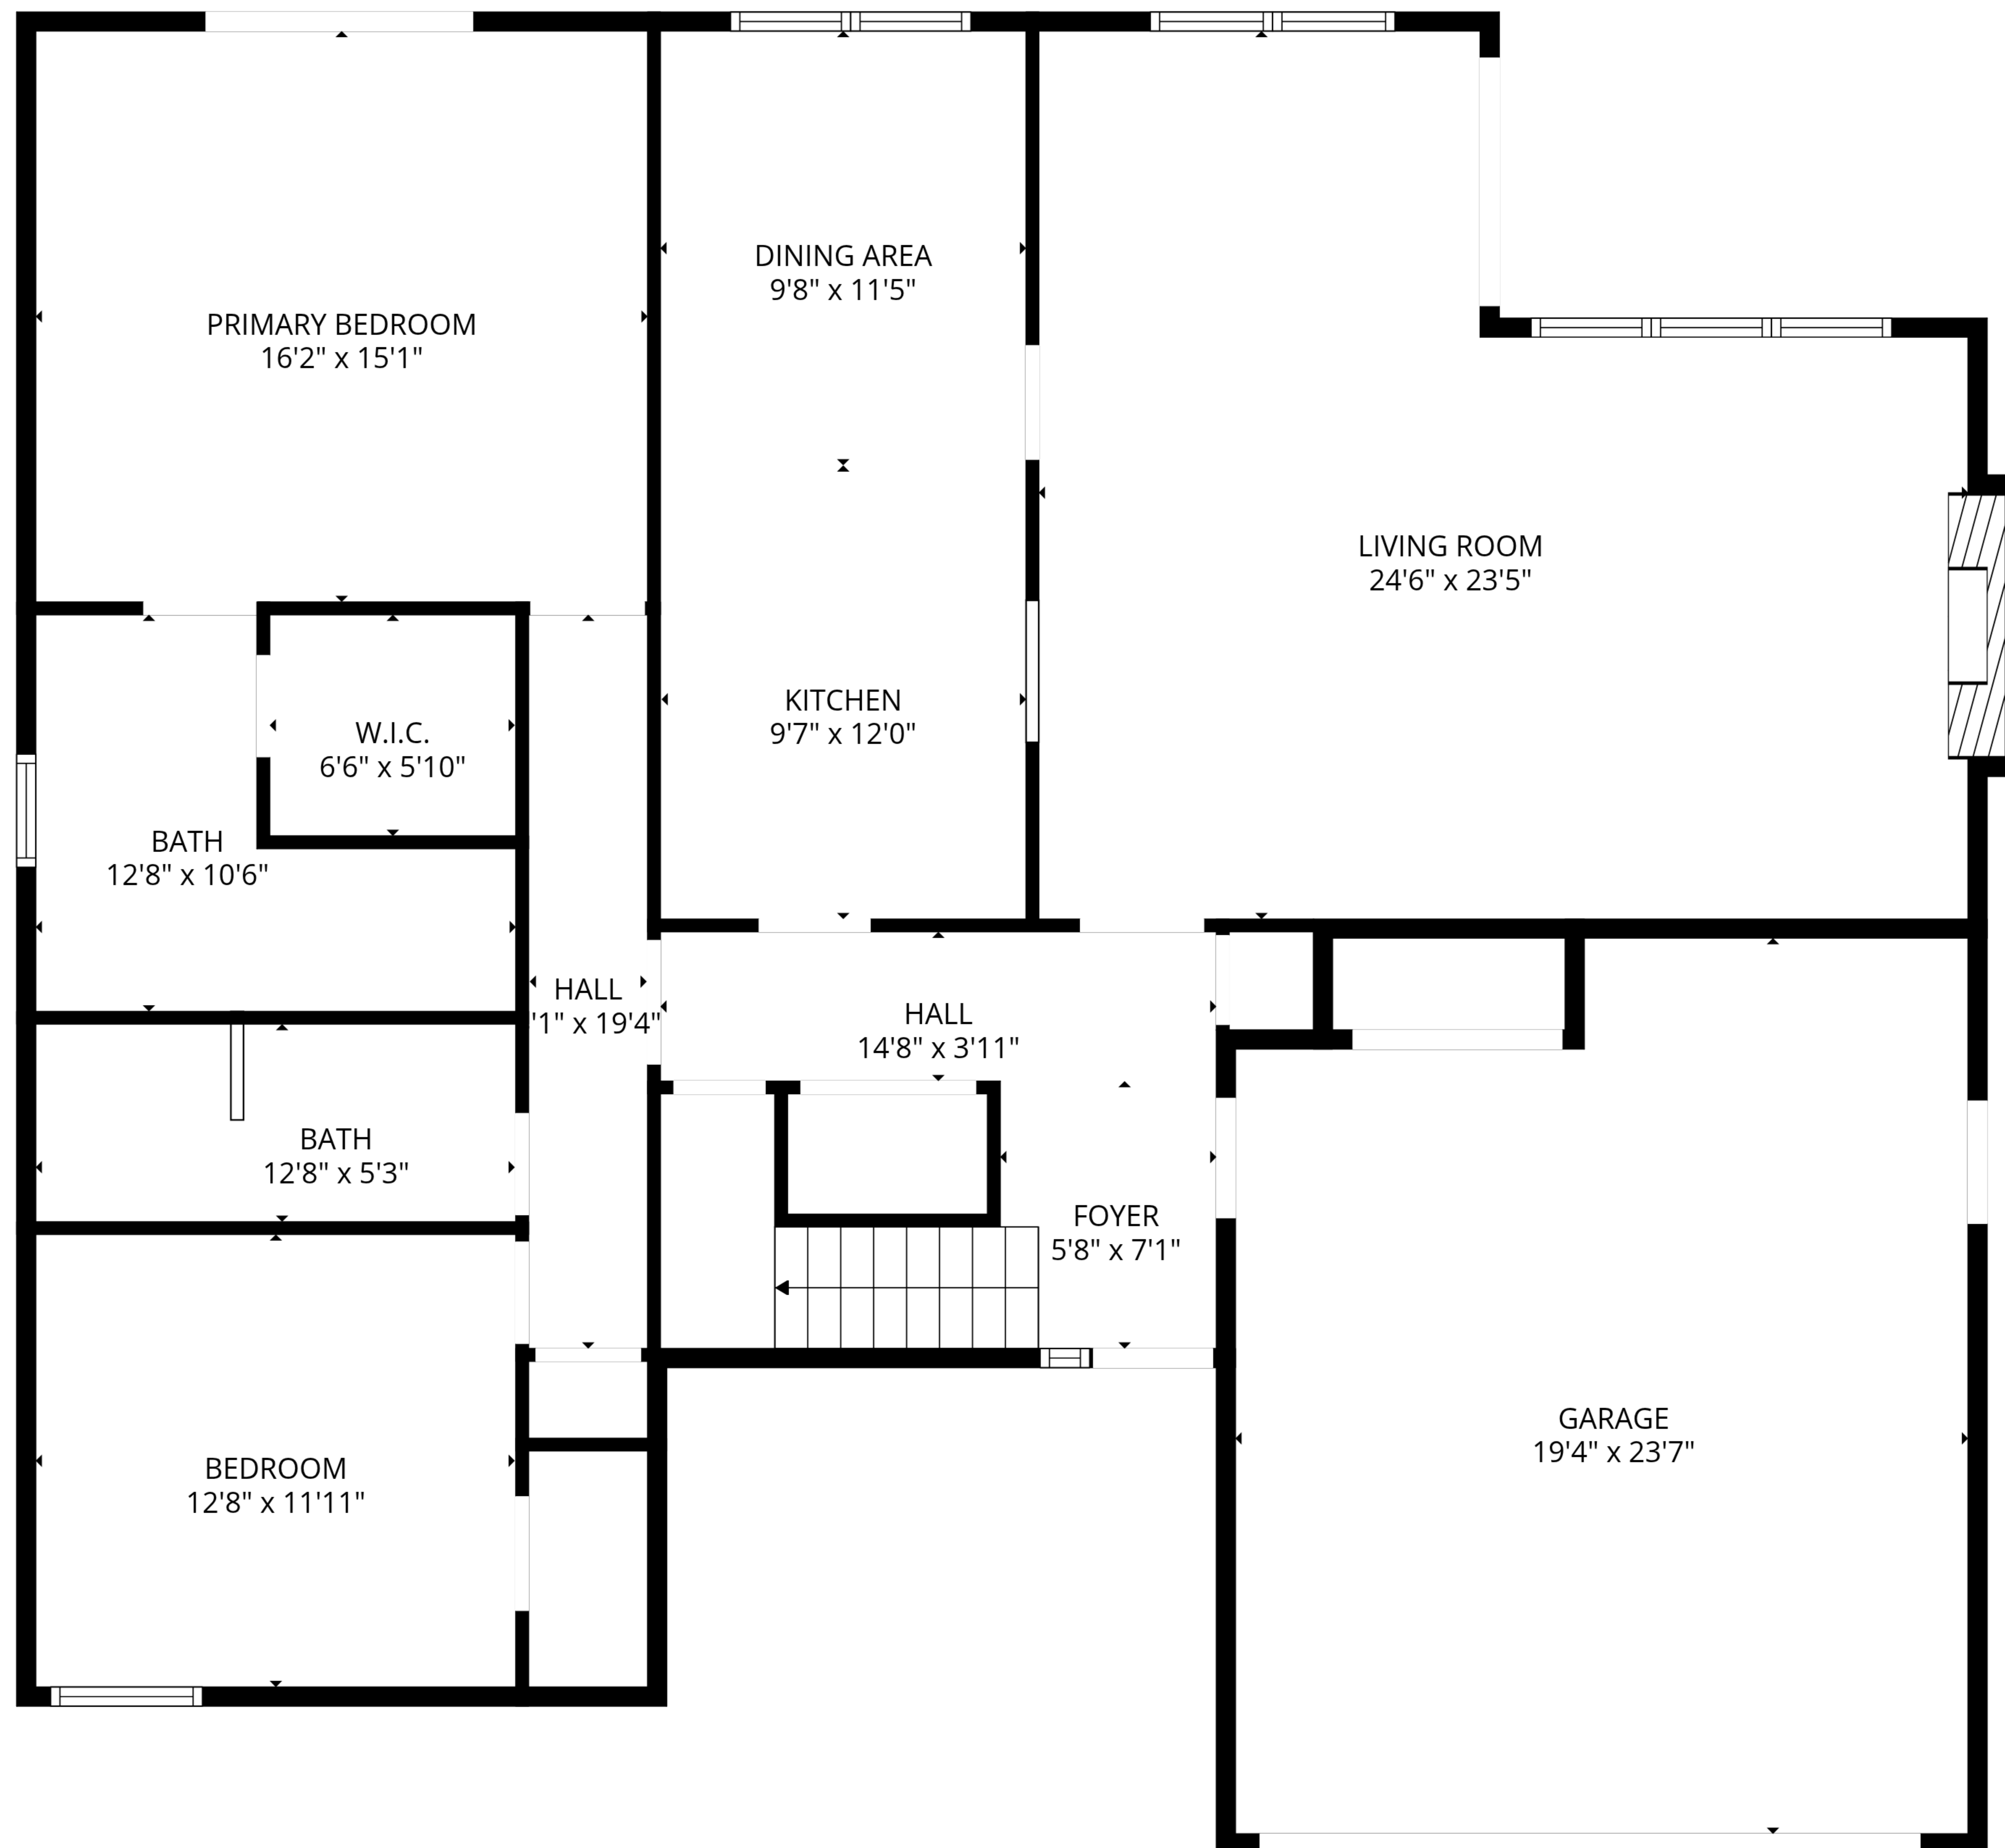 DINING AREA
9'8" x 11'5"
PRIMARY BEDROOM
16'2" x 15'1"
LIVING ROOM
24'6" x 23'5"
KITCHEN
9'7" x 12'0"
W.I.C.
6'6" x 5'10"
BATH
12'8" x 10'6"
HALL
'1" x 19'4"
HALL
14'8" x 3'11"
BATH
12'8" x 5'3"
FOYER
5'8" x 7'1"
GARAGE
19'4" x 23'7"
BEDROOM
12'8" x 11'11"